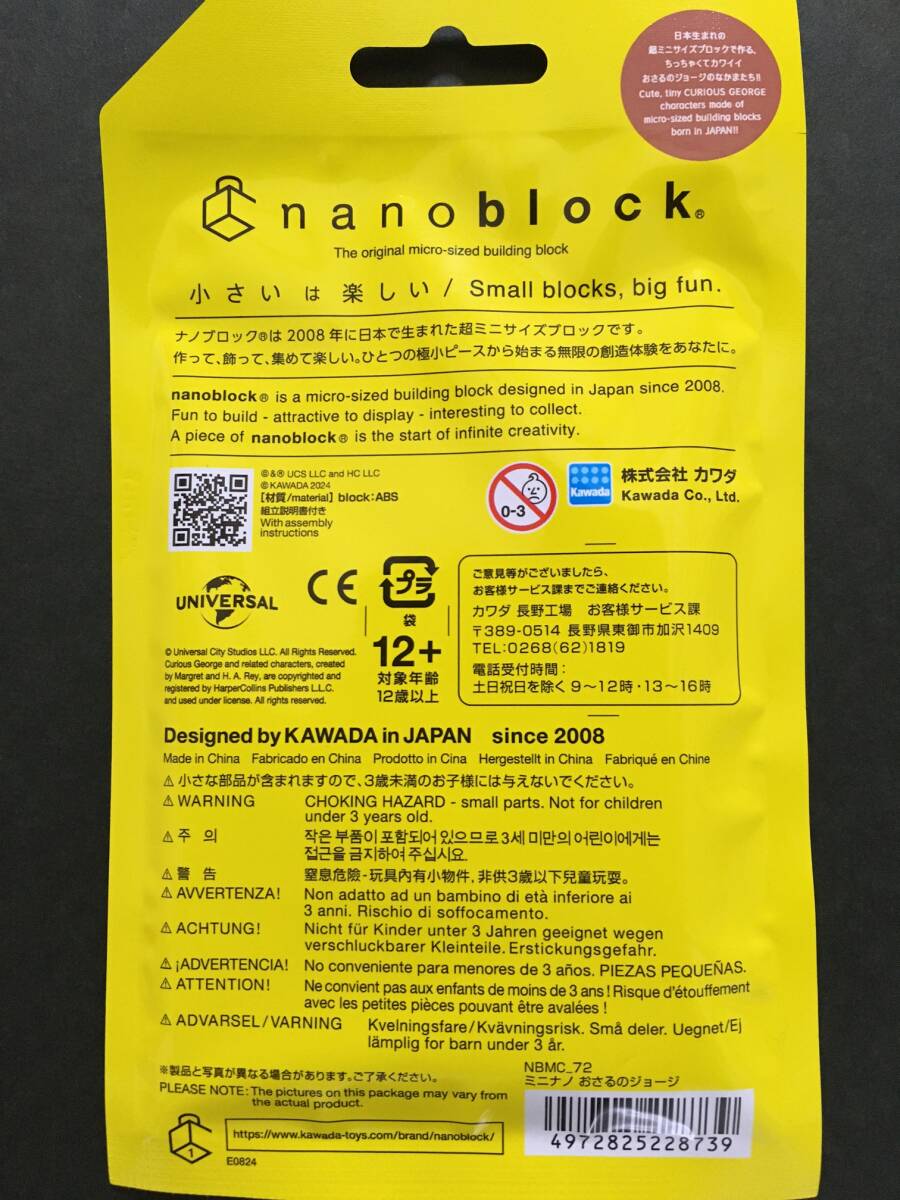 日本生まれの
超ミニサイズブロックで作る、
ちっちゃくてカワイイ
おさるのジョージのなかまたち!!
Cute, tiny CURIOUS GEORGE
characters made of
micro-sized building blocks
born in JAPAN!!
nanoblock®
The original micro-sized building block
小さいは楽しい / Small blocks, big fun.
ナノブロック®は2008年に日本で生まれた超ミニサイズブロックです。
作って、飾って、集めて楽しい。ひとつの極小ピースから始まる無限の創造体験をあなたに。
nanoblock® is a micro-sized building block designed in Japan since 2008.
Fun to build - attractive to display - interesting to collect.
A piece of nanoblock® is the start of infinite creativity.
©&® UCS LLC and HC LLC
© KAWADA 2024
【材質/material】block:ABS
組立説明書付き
With assembly
instructions
0-3
Kawada
株式会社 カワダ
Kawada Co., Ltd.
UNIVERSAL
CE
プラ
袋
12+
対象年齢
12歳以上
© Universal City Studios LLC. All Rights Reserved.
Curious George and related characters, created
by Margret and H. A. Rey, are copyrighted and
registered by HarperCollins Publishers L.L.C.
and used under license. All rights reserved.
ご意見等がございましたら、
お客様サービス課までご連絡ください。
カワダ 長野工場 お客様サービス課
〒389-0514 長野県東御市加沢1409
TEL:0268(62)1819
電話受付時間：
土日祝日を除く 9～12時・13～16時
Designed by KAWADA in JAPAN since 2008
Made in China Fabricado en China Prodotto in Cina Hergestellt in China Fabriqué en Chine
⚠小さな部品が含まれますので、3歳未満のお子様には与えないでください。
⚠WARNING CHOKING HAZARD - small parts. Not for children
under 3 years old.
⚠주 의 작은 부품이 포함되어 있으므로 3세 미만의 어린이에게는
접근을 금지하여 주십시요.
⚠警 告 窒息危險-玩具內有小物件, 非供3歳以下兒童玩耍。
⚠AVVERTENZA! Non adatto ad un bambino di età inferiore ai
3 anni. Rischio di soffocamento.
⚠ACHTUNG! Nicht für Kinder unter 3 Jahren geeignet wegen
verschluckbarer Kleinteile. Erstickungsgefahr.
⚠¡ADVERTENCIA! No conveniente para menores de 3 años. PIEZAS PEQUEÑAS.
⚠ATTENTION! Ne convient pas aux enfants de moins de 3 ans ! Risque d'étouffement
avec les petites pièces pouvant être avalées !
⚠ADVARSEL/VARNING Kvelningsfare/Kvävningsrisk. Små deler. Uegnet/Ej
lämplig for barn under 3 år.
※製品と写真が異なる場合があります。ご了承ください。
PLEASE NOTE: The pictures on this package may vary from
the actual product.
NBMC_72
ミニナノ おさるのジョージ
4972825228739
1
https://www.kawada-toys.com/brand/nanoblock/
E0824